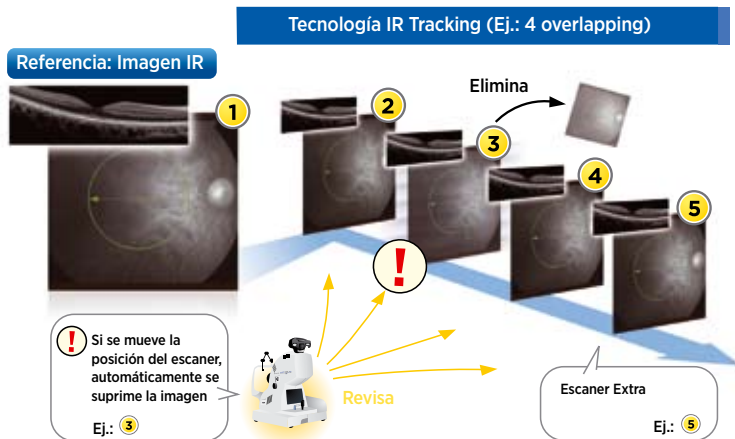 Tecnología IR Tracking (Ej.: 4 overlapping)
Referencia: Imagen IR
Elimina
1
2
3
4
5
!
! Si se mueve la
posición del escaner,
automáticamente se
suprime la imagen
Ej.: 3
Revisa
Escaner Extra
Ej.: 5